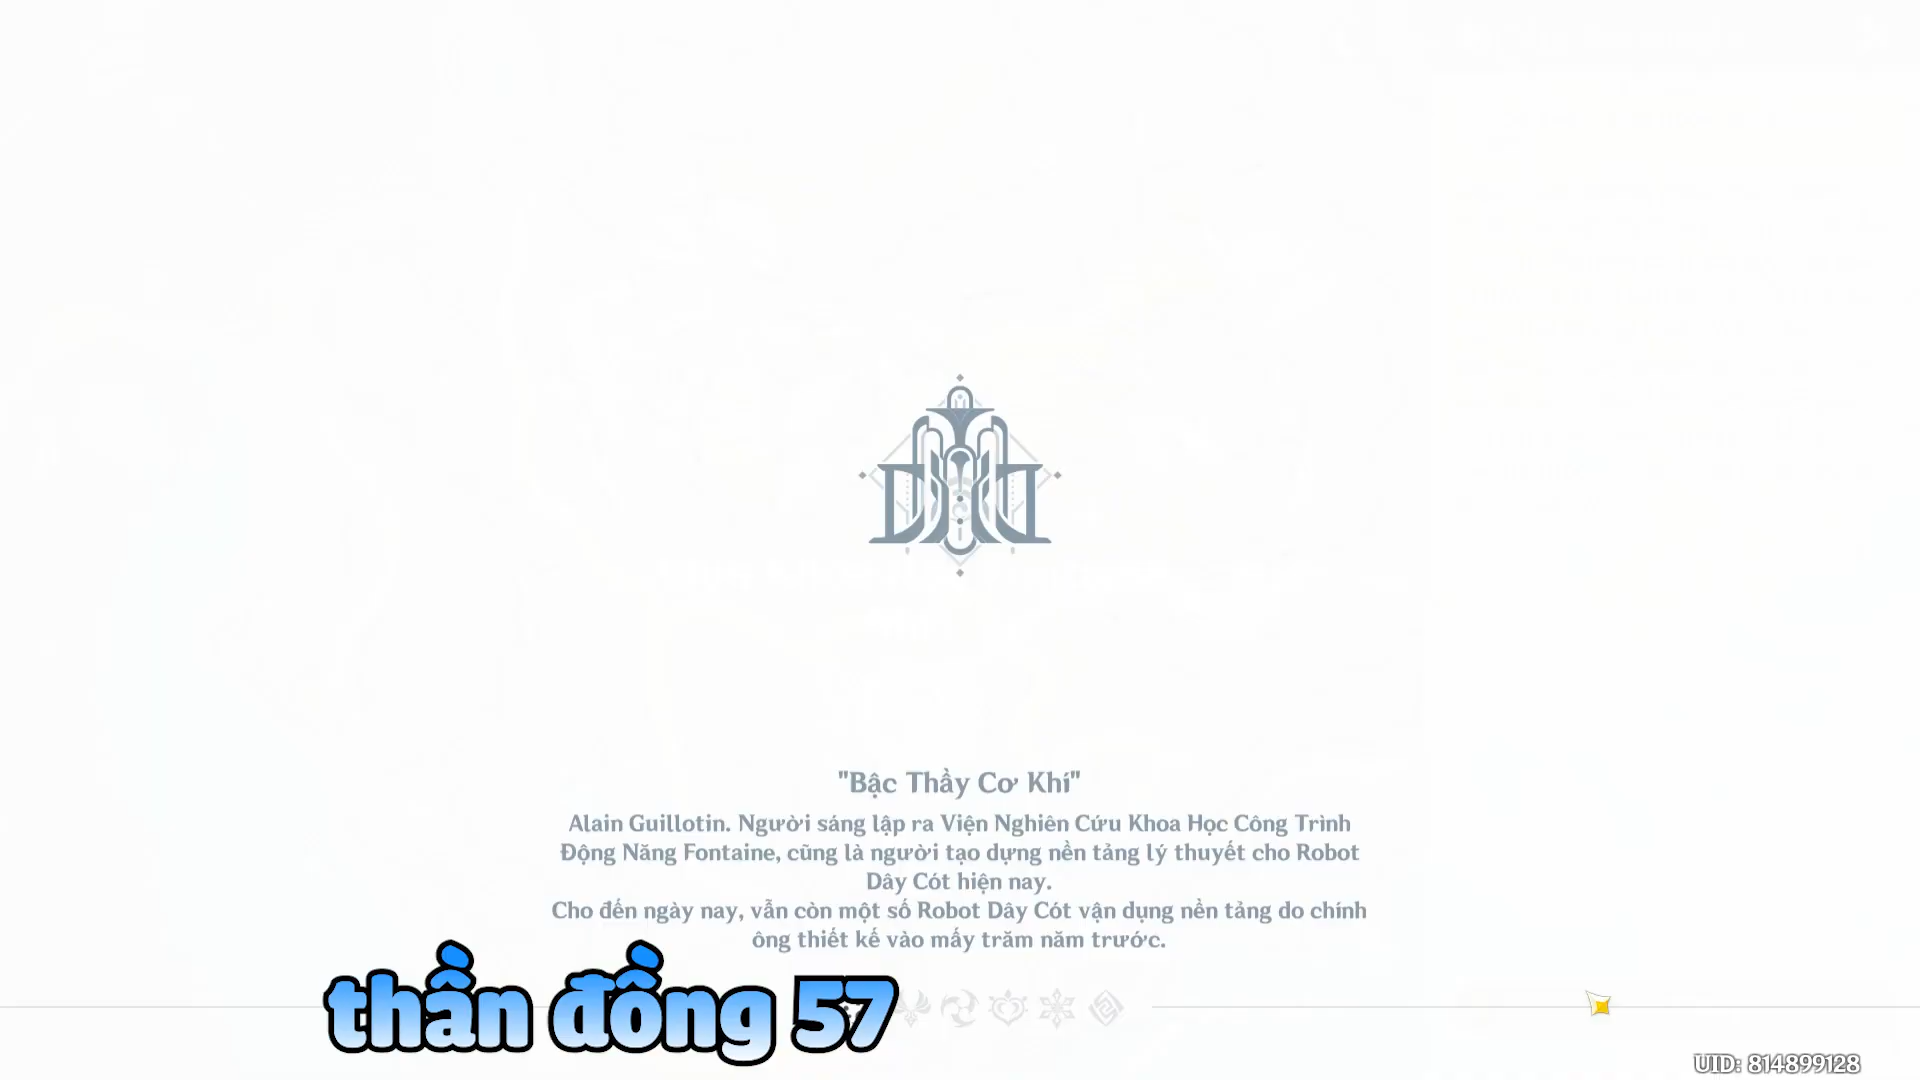 "Bậc Thầy Cơ Khí"
Alain Guillotin. Người sáng lập ra Viện Nghiên Cứu Khoa Học Công Trình
Động Năng Fontaine, cũng là người tạo dựng nền tảng lý thuyết cho Robot
Dây Cót hiện nay.
Cho đến ngày nay, vẫn còn một số Robot Dây Cót vận dụng nền tảng do chính
ông thiết kế vào mấy trăm năm trước.
thần đồng 57
UID: 814899128